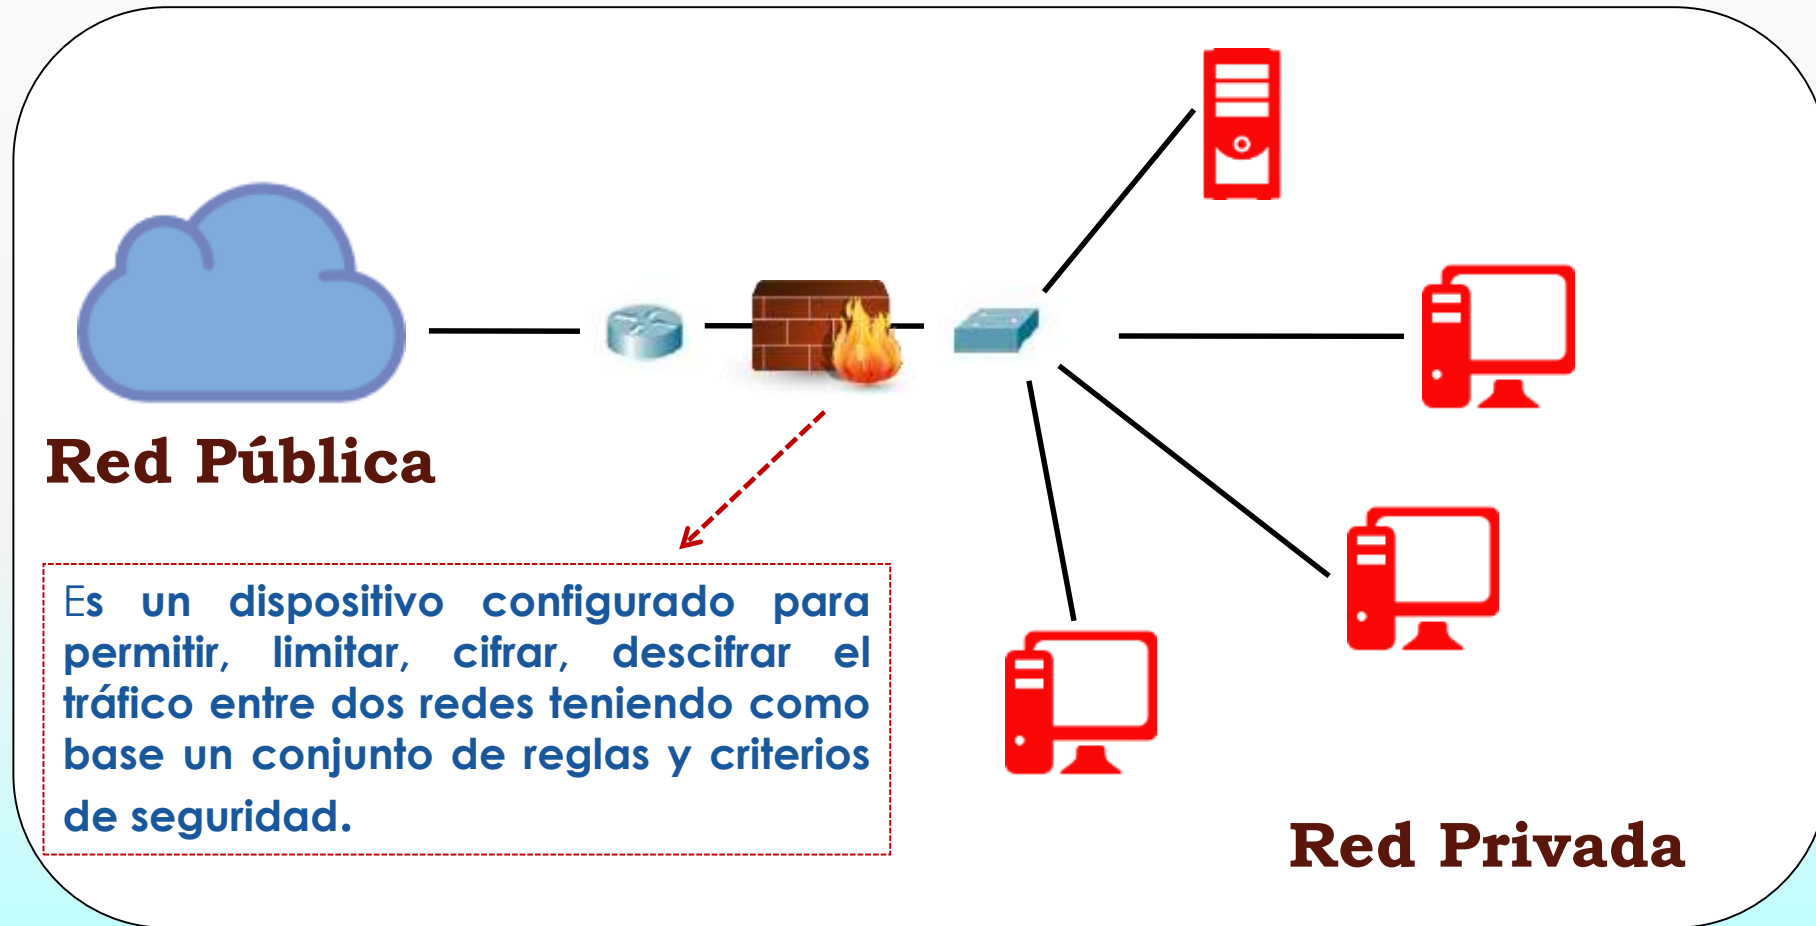 Red Pública
Es un dispositivo configurado para
permitir, limitar, cifrar, descifrar el
tráfico entre dos redes teniendo como
base un conjunto de reglas y criterios
de seguridad.
Red Privada